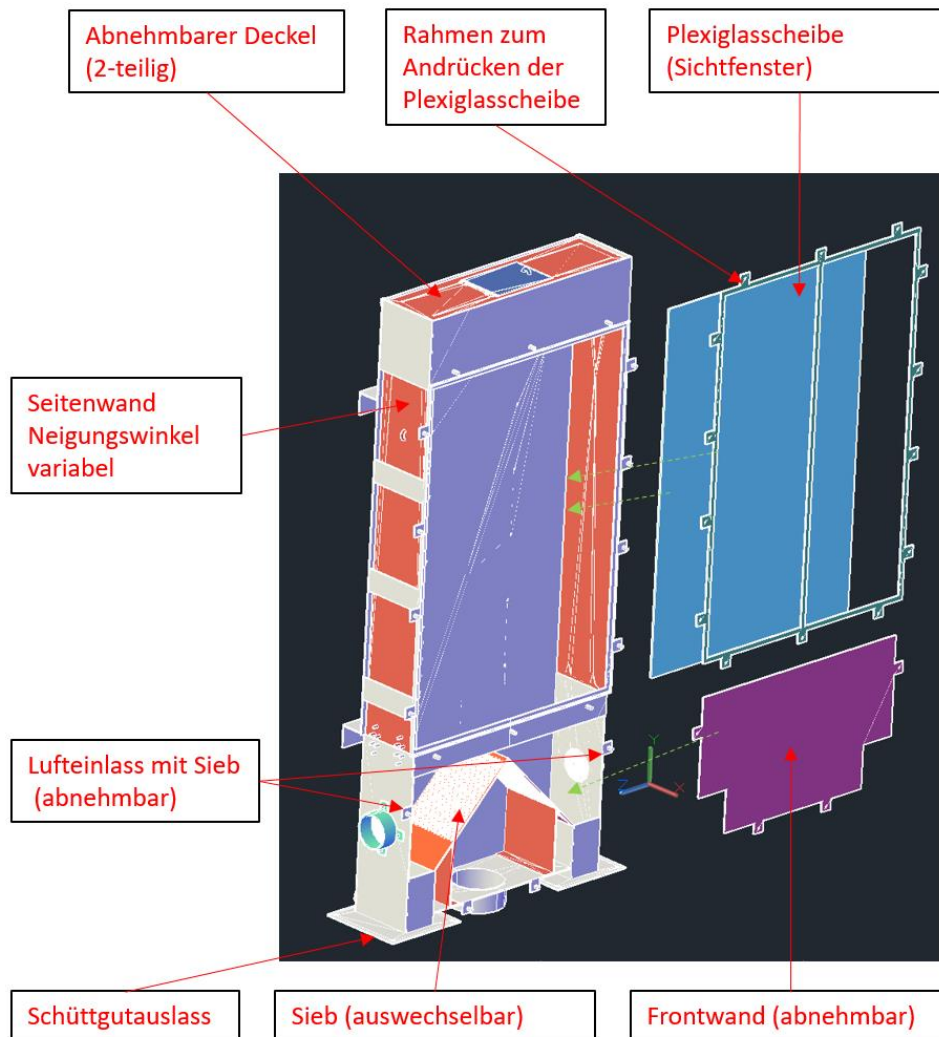 Abnehmbarer Deckel
(2-teilig)
Rahmen zum
Andrücken der
Plexiglasscheibe
Plexiglasscheibe
(Sichtfenster)
Seitenwand
Neigungswinkel
variabel
Lufteinlass mit Sieb
(abnehmbar)
Y
Z
X
Schüttgutauslass
Sieb (auswechselbar)
Frontwand (abnehmbar)